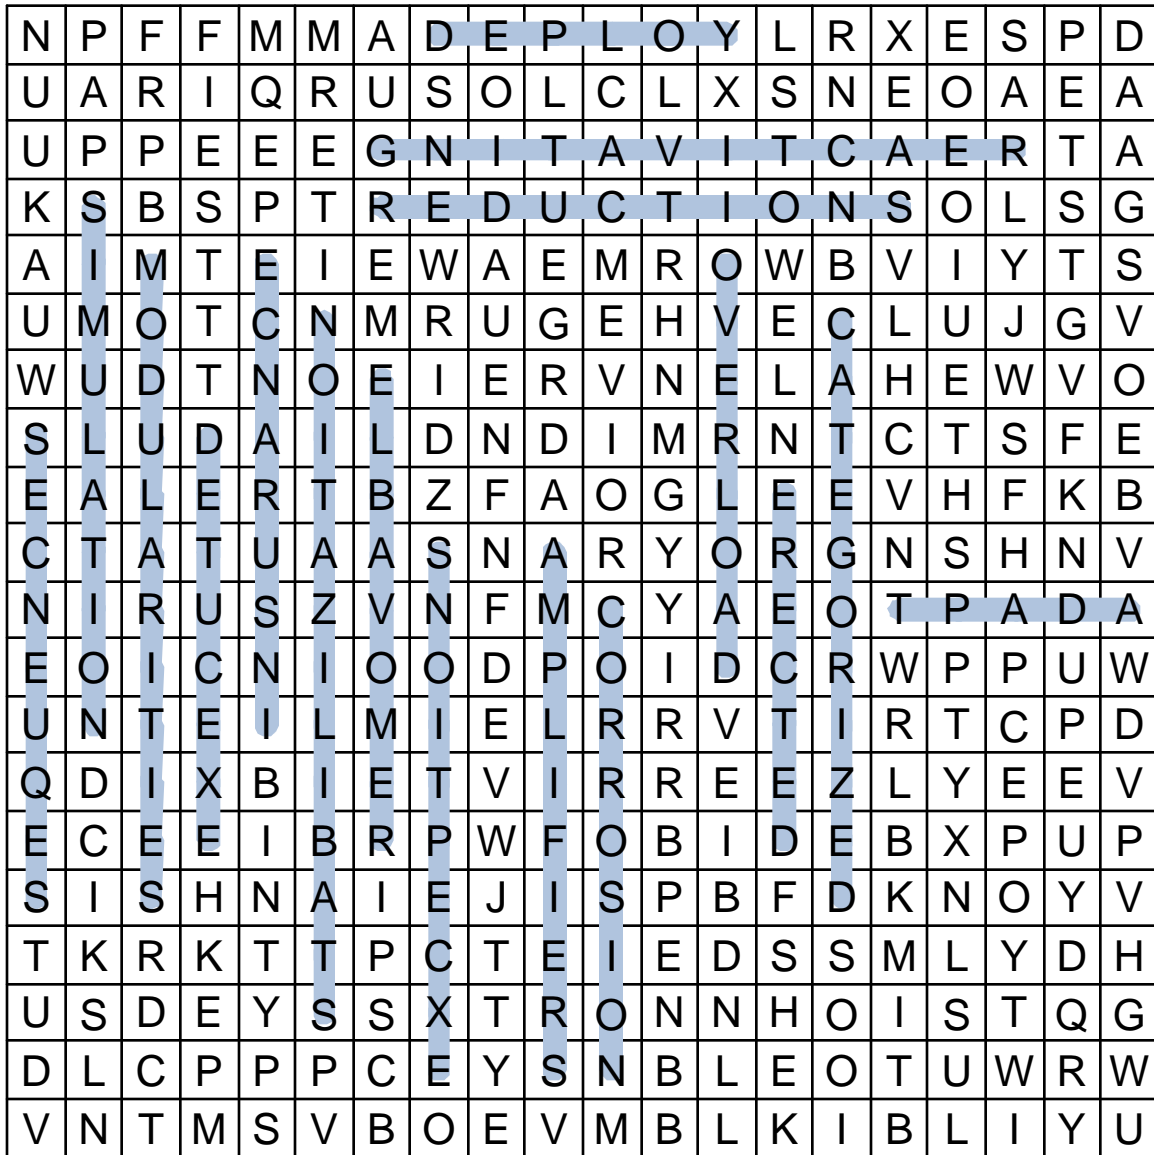 N P F F M M A D E P L O Y L R X E S P D
U A R I Q R U S O L C L X S N E O A E A
U P P E E E G N I T A V I T C A E R T A
K S B S P T R E D U C T I O N S O L S G
A I M T E I E W A E M R O W B V I Y T S
U M O T C N M R U G E H V E C L U J G V
W U D T N O E I E R V N E L A H E W V O
S L U D A I L D N D I M R N T C T S F E
E A L E R T B Z F A O G L E E V H F K B
C T A T U A A S N A R Y O R G N S H N V
N I R U S Z V N F M C Y A E O T P A D A
E O I C N I O O D P O I D C R W P P U W
U N T E I L M I E L R R V T I R T C P D
Q D I X B I E T V I R R E E Z L Y E E V
E C E E I B R P W F O B I D E B X P U P
S I S H N A I E J I S P B F D K N O Y V
T K R K T T P C T E I E D S S M L Y D H
U S D E Y S S X T R O N N H O I S T Q G
D L C P P P C E Y S N B L E O T U W R W
V N T M S V B O E V M B L K I B L I Y U